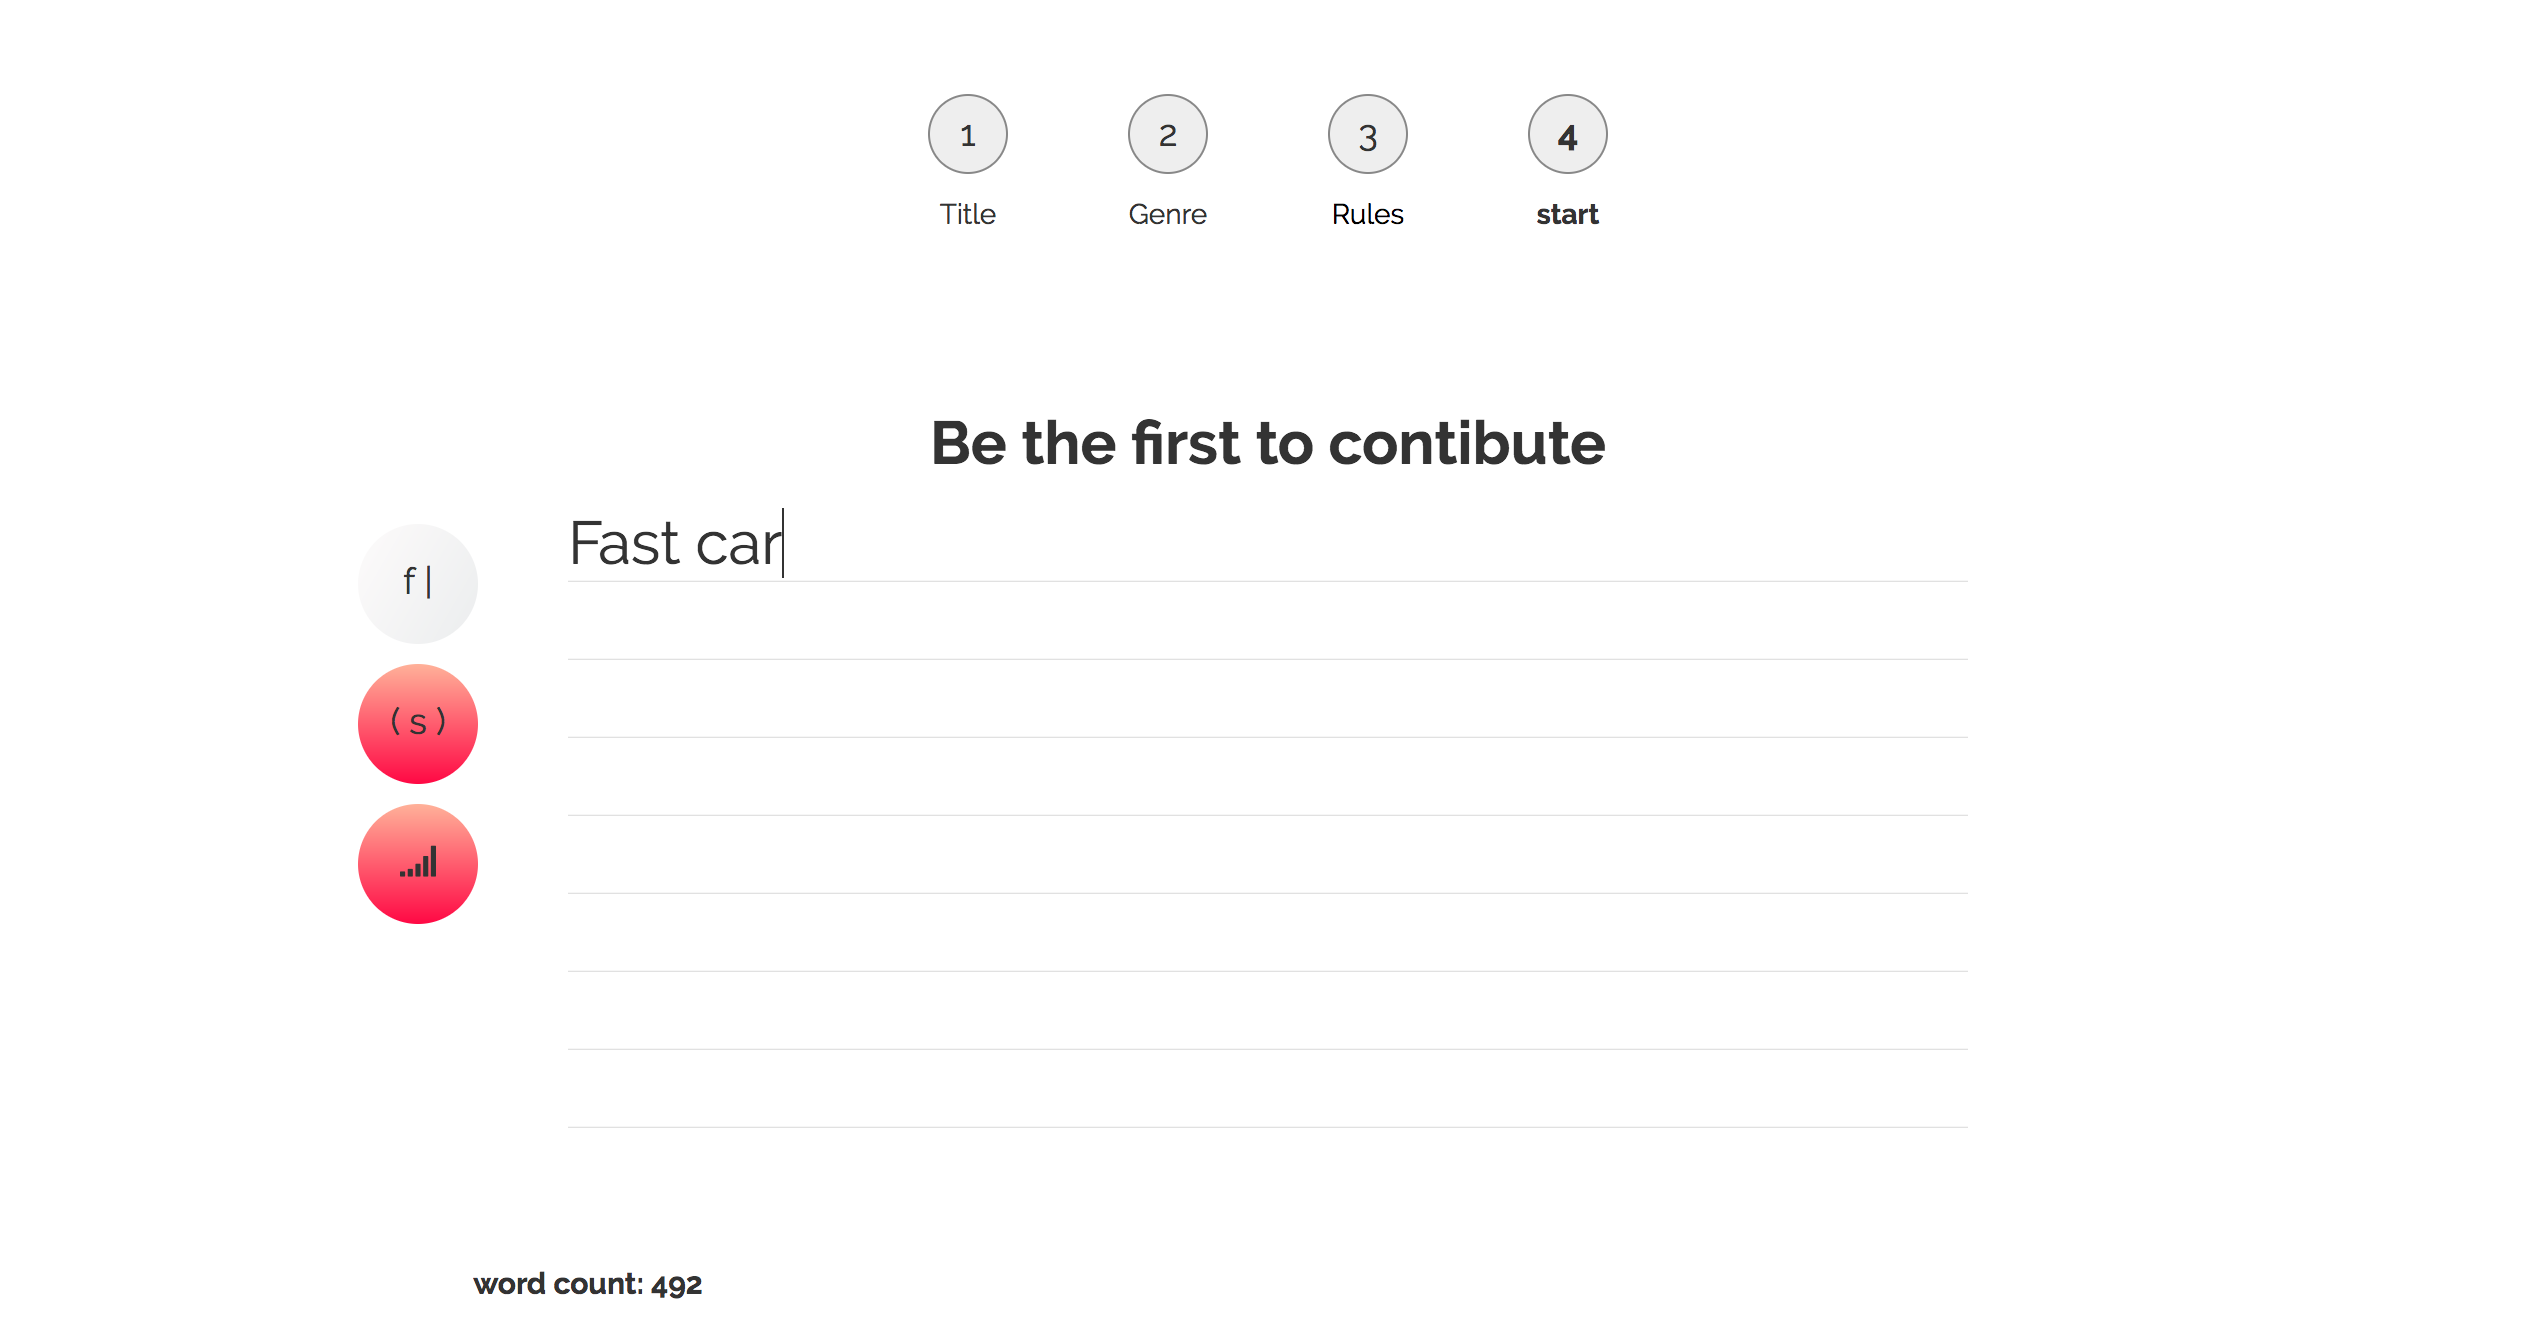 1 2 3 4
Title Genre Rules start
Be the first to contibute
Fast car
f |
( s )
word count: 492